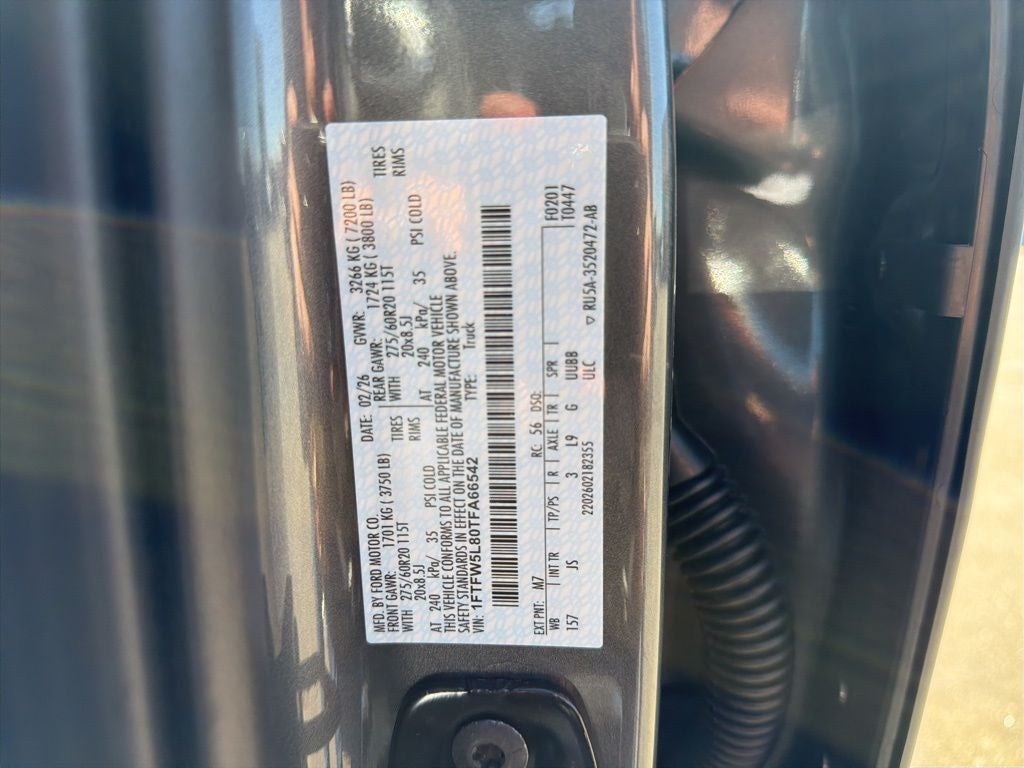 MFD. BY FORD MOTOR CO.
DATE: 02/26 GVWR: 3266 KG ( 7200 LB)
FRONT GAWR: 1701 KG ( 3750 LB) REAR GAWR: 1724 KG ( 3800 LB)
WITH 275/60R20 115T TIRES WITH 275/60R20 115T TIRES
20x8.5J RIMS 20x8.5J RIMS
AT 240 kPa/ 35 PSI COLD AT 240 kPa/ 35 PSI COLD
THIS VEHICLE CONFORMS TO ALL APPLICABLE FEDERAL MOTOR VEHICLE
SAFETY STANDARDS IN EFFECT ON THE DATE OF MANUFACTURE SHOWN ABOVE.
VIN: 1FTFW5L80TFA66542 TYPE: Truck
EXT PNT: M7 RC: 56 DSO: F0201
WB INT TR TP/PS R AXLE TR SPR T0447
157 JS 3 L9 G UUBB
2202602182355 ULC ▽ RU5A-3520472-AB